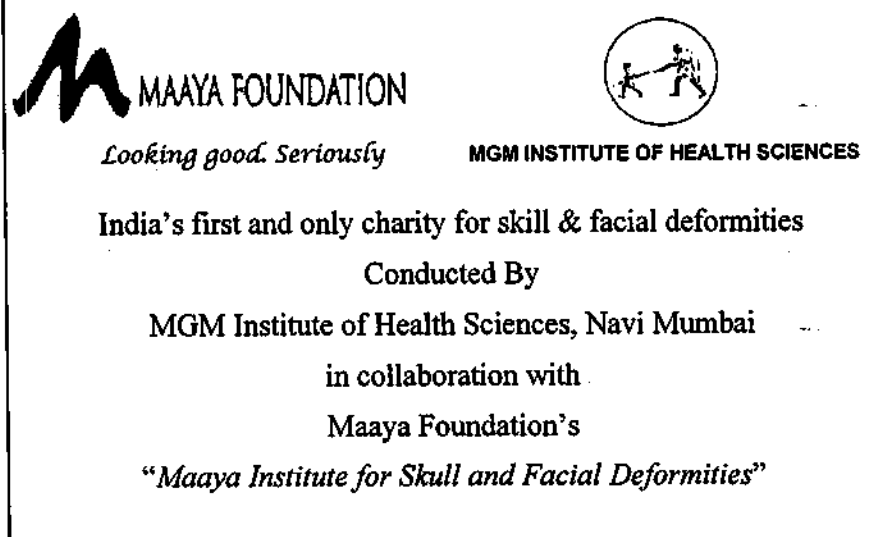 MAAYA FOUNDATION
Looking good. Seriously
MGM INSTITUTE OF HEALTH SCIENCES
India's first and only charity for skill & facial deformities
Conducted By
MGM Institute of Health Sciences, Navi Mumbai
in collaboration with
Maaya Foundation's
"Maaya Institute for Skull and Facial Deformities"